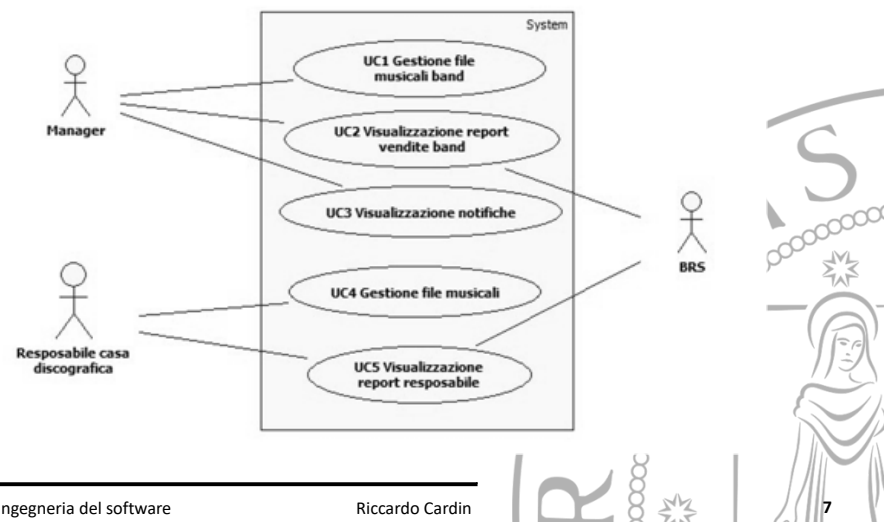 System
UC1 Gestione file
musicali band
Manager
UC2 Visualizzazione report
vendite band
UC3 Visualizzazione notifiche
BRS
UC4 Gestione file musicali
Resposabile casa
discografica
UC5 Visualizzazione
report resposabile
S
R
ngegneria del software
Riccardo Cardin
7